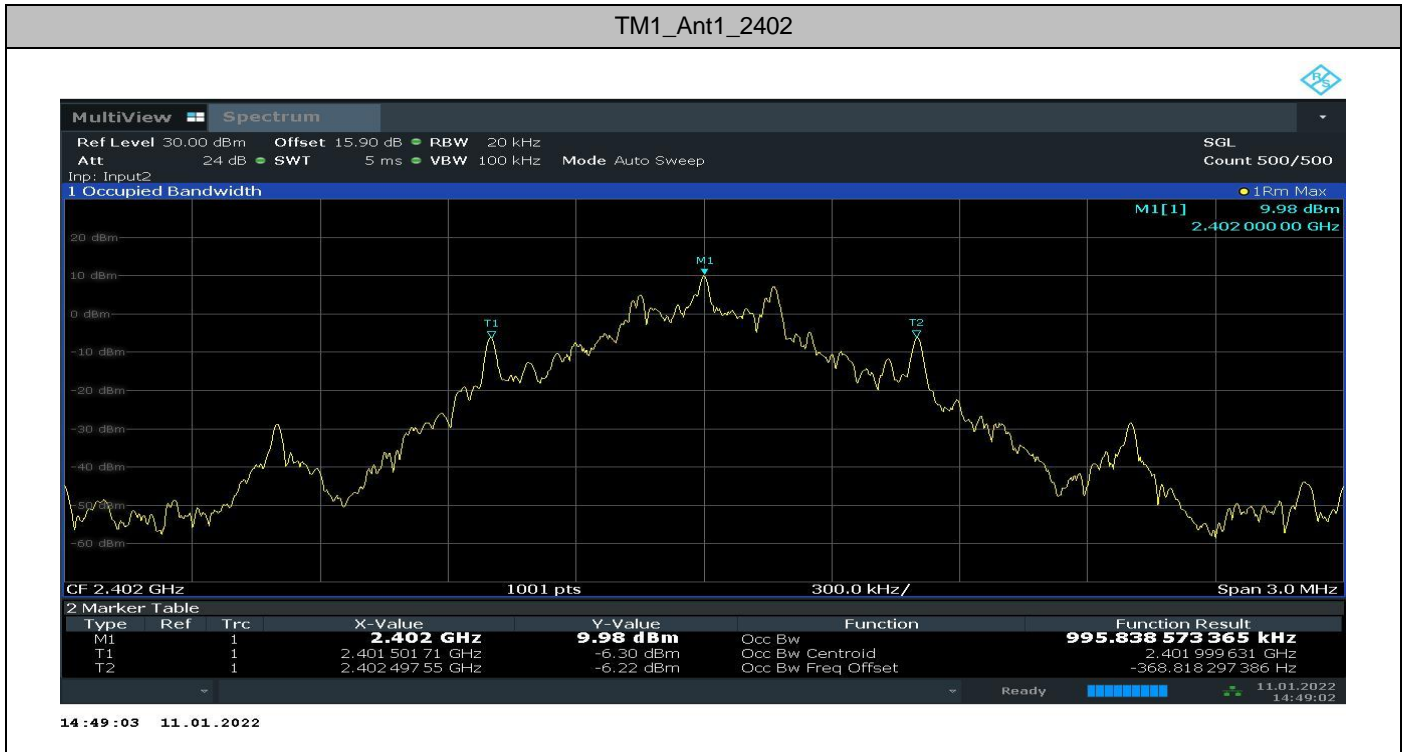 TM1_Ant1_2402
R&S
MultiView Spectrum
Ref Level 30.00 dBm Offset 15.90 dB RBW 20 kHz SGL
Att 24 dB SWT 5 ms VBW 100 kHz Mode Auto Sweep Count 500/500
Inp: Input2
1 Occupied Bandwidth 1Rm Max
M1[1] 9.98 dBm
2.402 000 00 GHz
20 dBm
M1
10 dBm
0 dBm
T1 T2
-10 dBm
-20 dBm
-30 dBm
-40 dBm
-50 dBm
-60 dBm
CF 2.402 GHz 1001 pts 300.0 kHz/ Span 3.0 MHz
2 Marker Table
Type Ref Trc X-Value Y-Value Function Function Result
M1 1 2.402 GHz 9.98 dBm Occ Bw 995.838 573 365 kHz
T1 1 2.401 501 71 GHz -6.30 dBm Occ Bw Centroid 2.401 999 631 GHz
T2 1 2.402 497 55 GHz -6.22 dBm Occ Bw Freq Offset -368.818 297 386 Hz
Ready 11.01.2022
14:49:02
14:49:03 11.01.2022